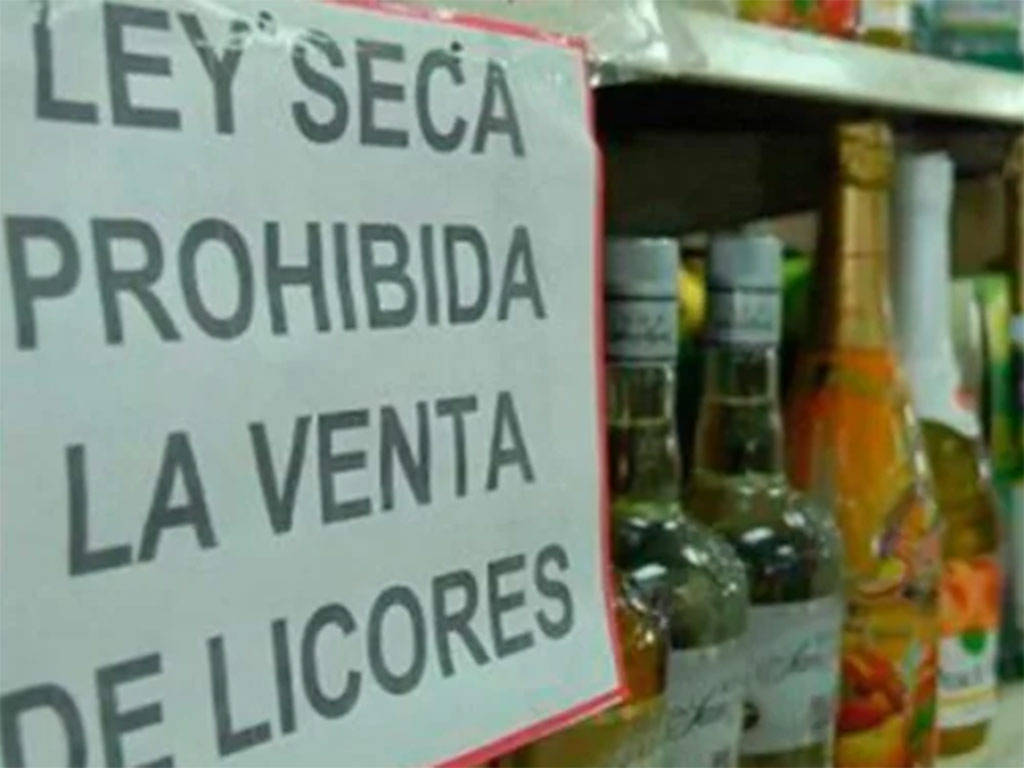 LEY SECA
PROHIBIDA
LA VENTA
DE LICORES